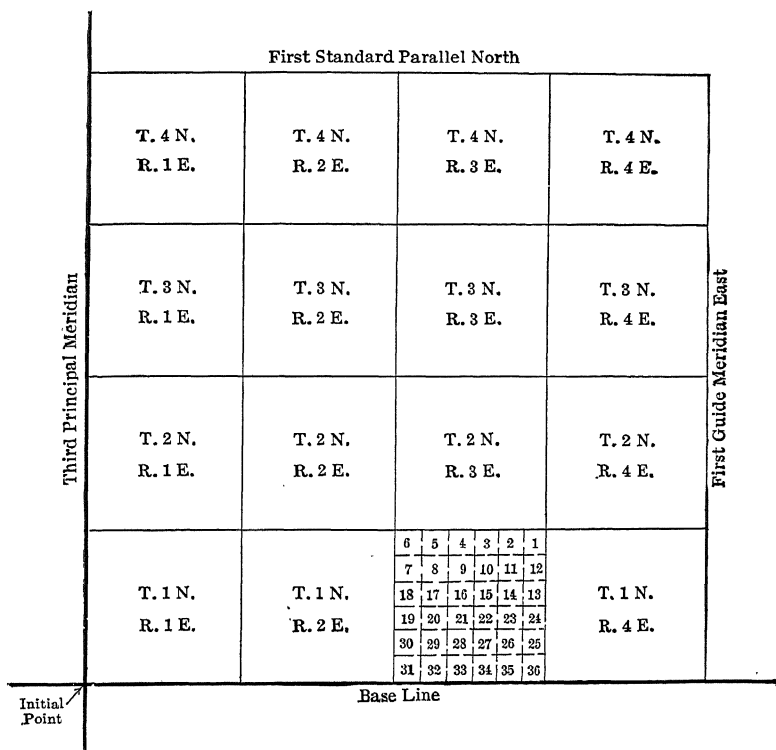 First Standard Parallel North
T. 4 N. T. 4 N. T. 4 N. T. 4 N.
R. 1 E. R. 2 E. R. 3 E. R. 4 E.
Third Principal Meridian
T. 3 N. T. 3 N. T. 3 N. T. 3 N.
R. 1 E. R. 2 E. R. 3 E. R. 4 E.
First Guide Meridian East
T. 2 N. T. 2 N. T. 2 N. T. 2 N.
R. 1 E. R. 2 E. R. 3 E. R. 4 E.
T. 1 N. T. 1 N. T. 1 N.
R. 1 E. R. 2 E. R. 4 E.
6 5 4 3 2 1
7 8 9 10 11 12
18 17 16 15 14 13
19 20 21 22 23 24
30 29 28 27 26 25
31 32 33 34 35 36
Initial
Point
Base Line